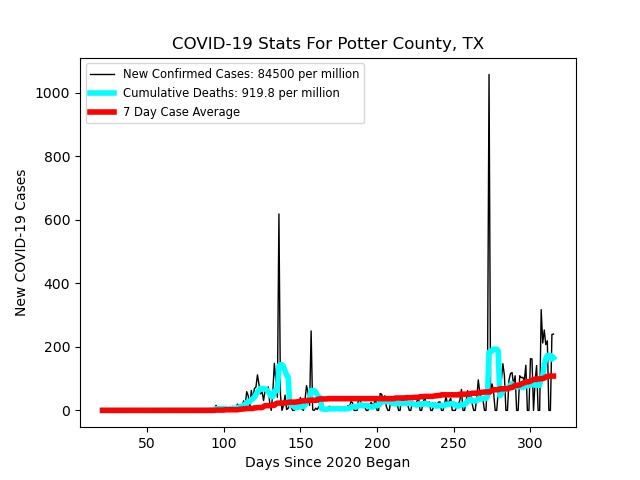 COVID-19 Stats For Potter County, TX
New Confirmed Cases: 84500 per million
Cumulative Deaths: 919.8 per million
7 Day Case Average
New COVID-19 Cases
1000
800
600
400
200
0
50 100 150 200 250 300
Days Since 2020 Began